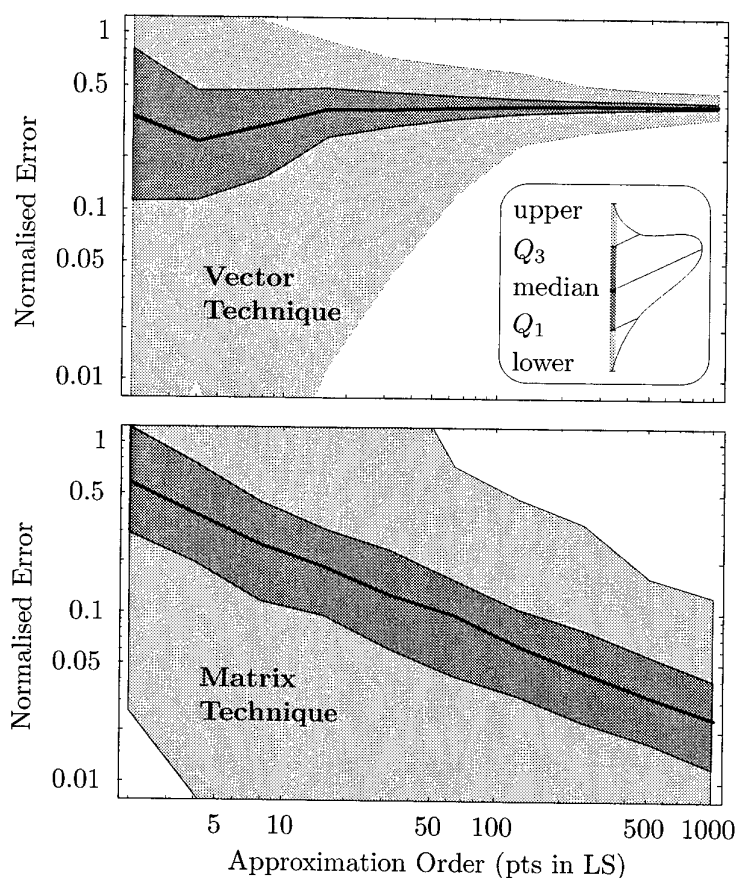 1
0.5
0.1
0.05
0.01
Normalised Error
Vector
Technique
upper
Q3
median
Q1
lower
1
0.5
0.1
0.05
0.01
Normalised Error
Matrix
Technique
5 10 50 100 500 1000
Approximation Order (pts in LS)